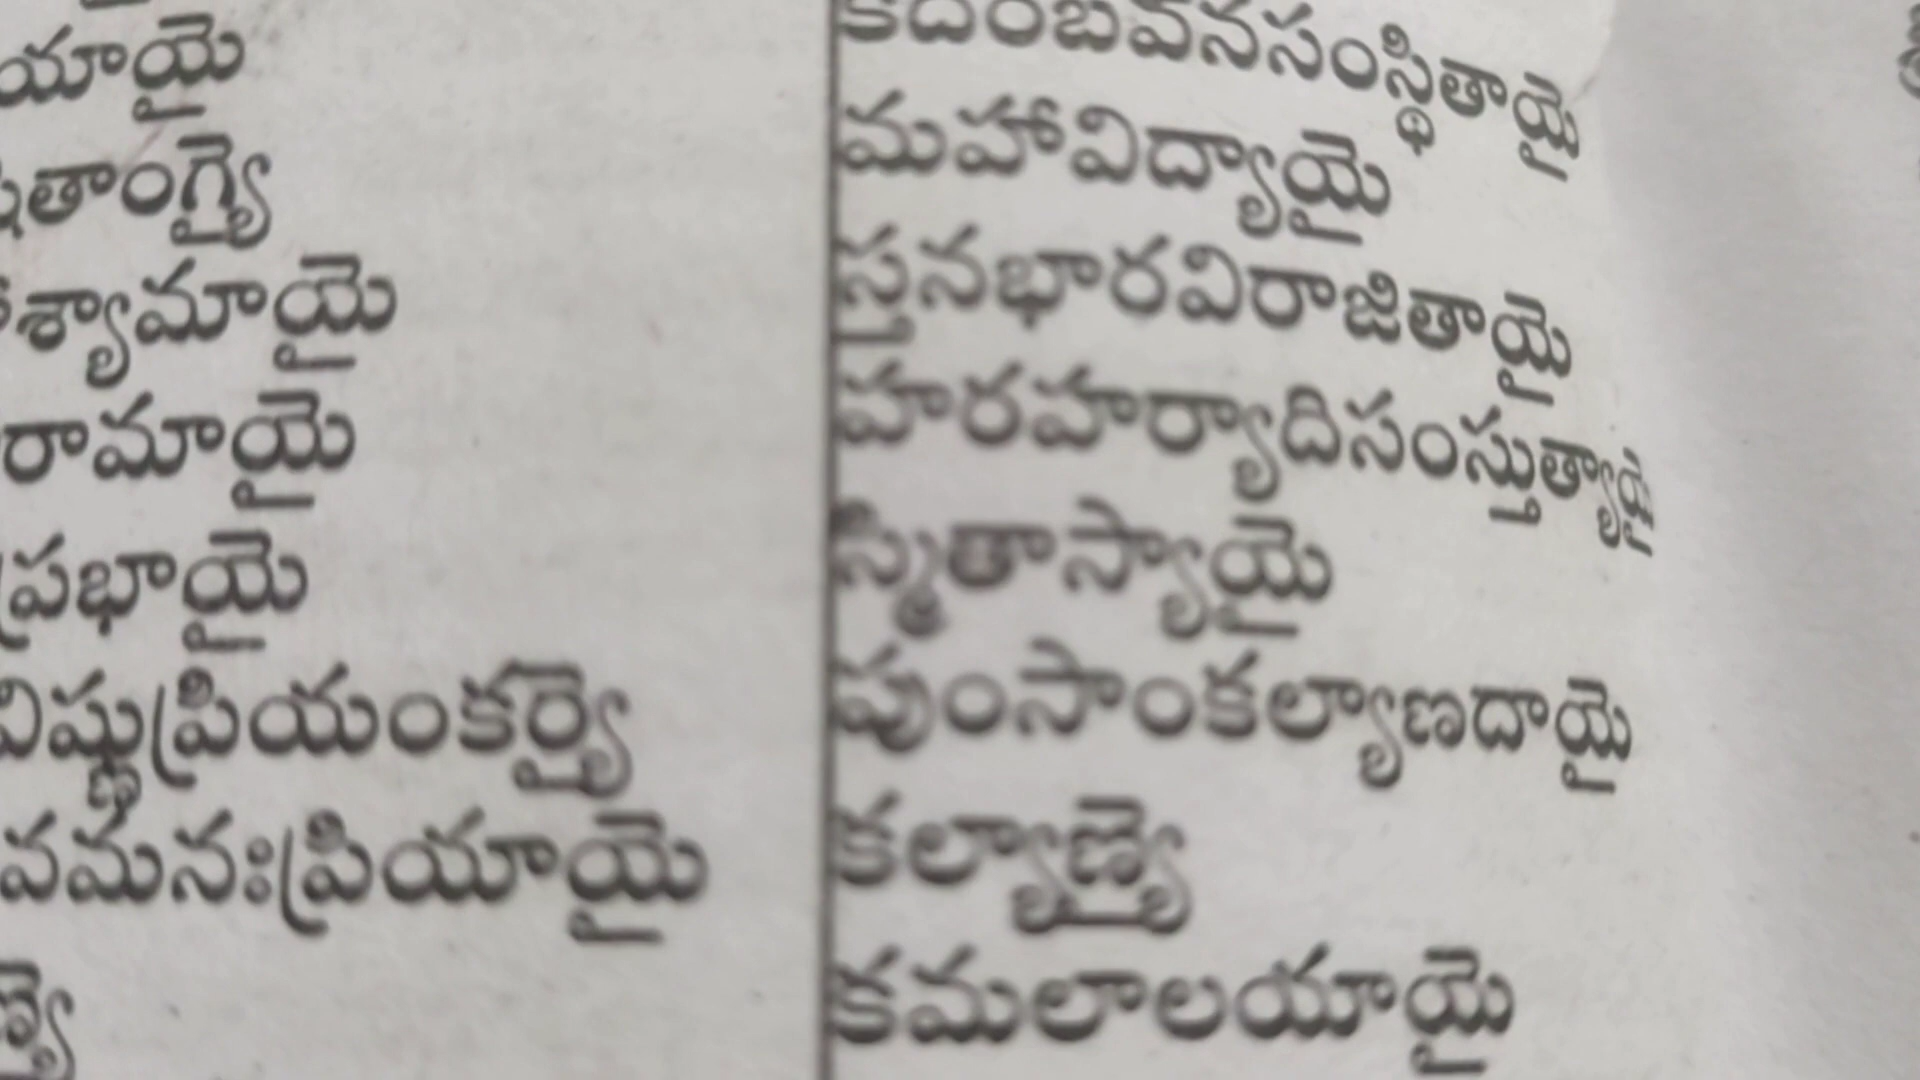 యాయై
షితాంగ్యై
శ్యామాయై
రామాయై
ప్రభాయై
విష్ణుప్రియంకర్యై
వమనఃప్రియాయై
ణ్యై
కదంబవనసంస్థితాయై
మహావిద్యాయై
స్తనభారవిరాజితాయై
హరహర్యాదిసంస్తుత్యాయై
స్మితాస్యాయై
పుంసాంకల్యాణదాయై
కల్యాణ్యై
కమలాలయాయై